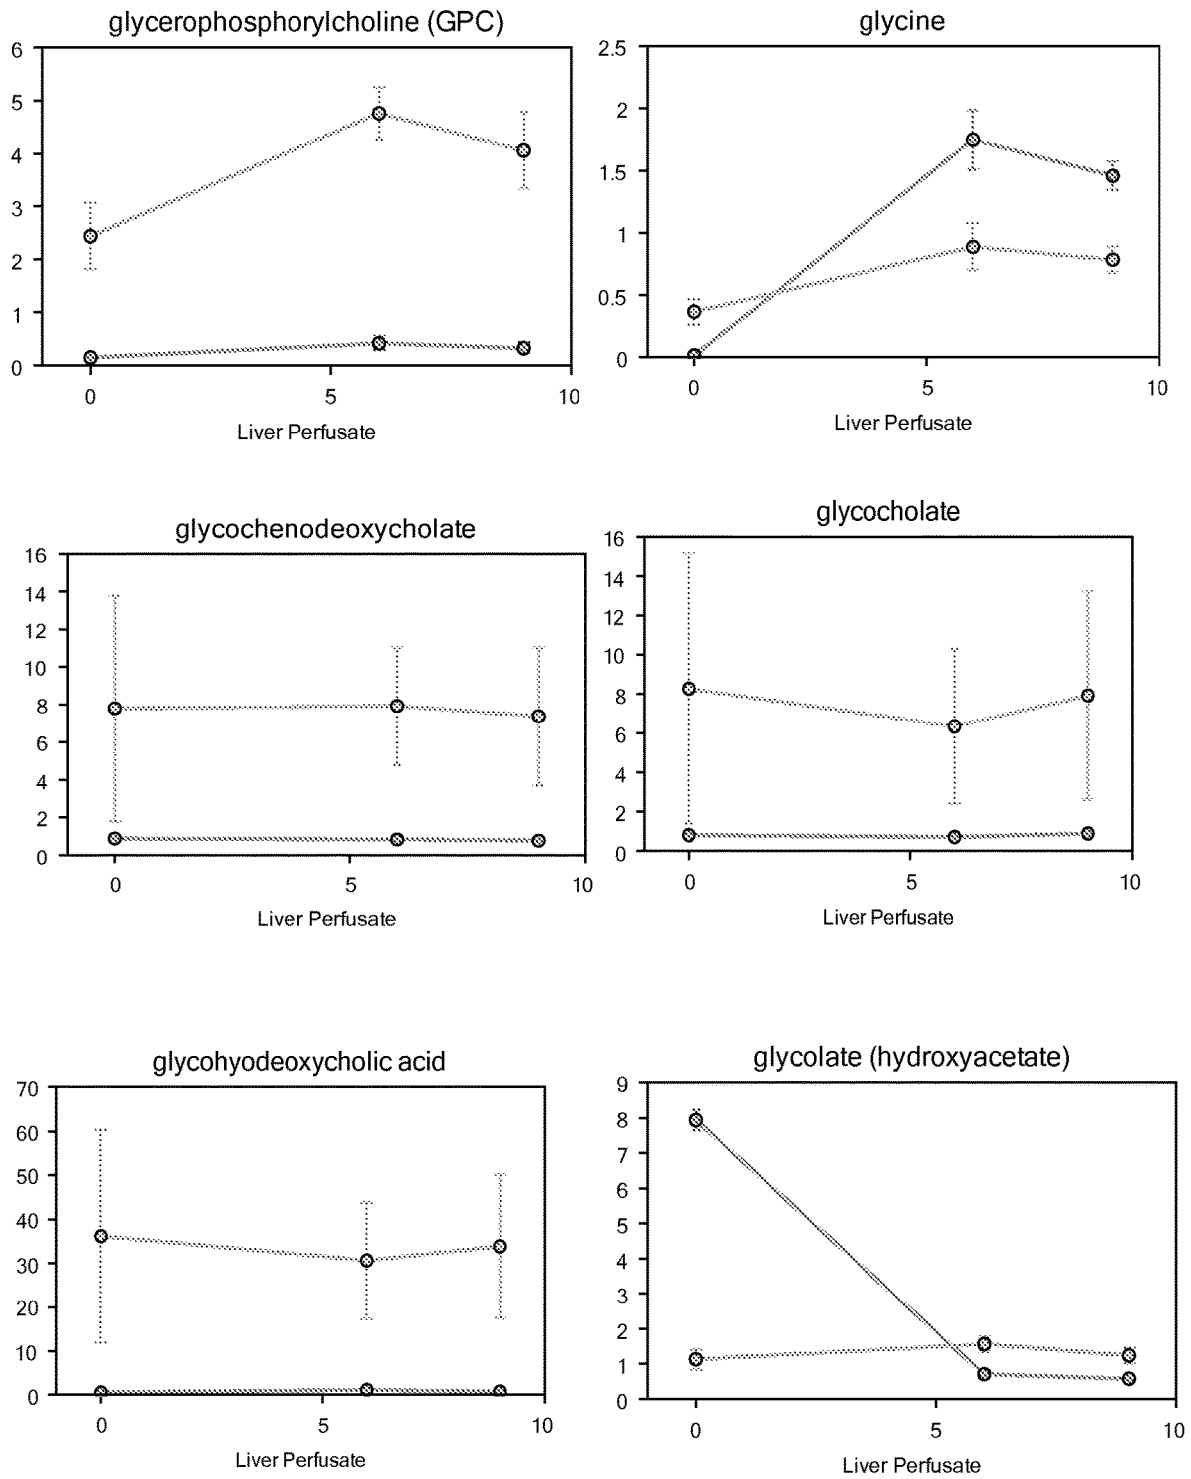 glycerophosphorylcholine (GPC)
6
5
4
3
2
1
0
0 5 10
Liver Perfusate
glycine
2.5
2
1.5
1
0.5
0
0 5 10
Liver Perfusate
glycochenodeoxycholate
16
14
12
10
8
6
4
2
0
0 5 10
Liver Perfusate
glycocholate
16
14
12
10
8
6
4
2
0
0 5 10
Liver Perfusate
glycohyodeoxycholic acid
70
60
50
40
30
20
10
0
0 5 10
Liver Perfusate
glycolate (hydroxyacetate)
9
8
7
6
5
4
3
2
1
0
0 5 10
Liver Perfusate